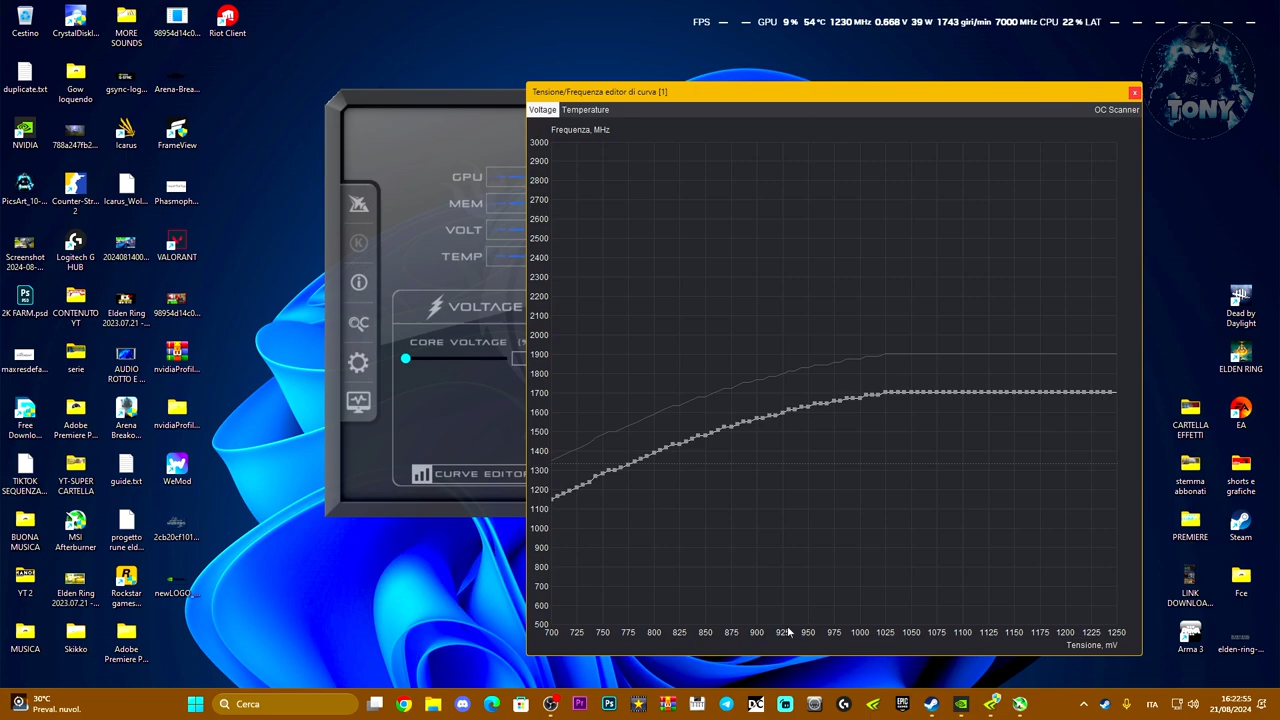 FPS — — GPU 9 % 54 °C 1230 MHz 0.668 V 39 W 1743 giri/min 7000 MHz CPU 22 % LAT — — — — — — — —
Cestino
CrystalDiskI...
MORE SOUNDS
98954d14c0...
Riot Client
duplicate.txt
Gow loquendo
gsync-log...
Arena-Brea...
NVIDIA
788a247fb2...
Icarus
FrameView
PicsArt_10-...
Counter-Str... 2
Icarus_Wol...
Phasmoph...
Screenshot 2024-08-...
Logitech G HUB
2024081400...
VALORANT
2K FARM.psd
CONTENUTO YT
Elden Ring 2023.07.21 -...
98954d14c0...
maxresdefa...
serie
AUDIO ROTTO E ...
nvidiaProfil...
Free Downlo...
Adobe Premiere P...
Arena Breako...
nvidiaProfil...
TIKTOK SEQUENZA...
YT-SUPER CARTELLA
guide.txt
WeMod
BUONA MUSICA
MSI Afterburner
progetto rune eld...
2cb20cf101...
YT 2
Elden Ring 2023.07.21 -...
Rockstar games...
newLOGO_...
MUSICA
Skikko
Adobe Premiere P...
GPU
MEM
VOLT
TEMP
VOLTAGE
CORE VOLTAGE (%
CURVE EDITOR
Tensione/Frequenza editor di curva [1]
x
Voltage Temperature OC Scanner
Frequenza, MHz
3000
2900
2800
2700
2600
2500
2400
2300
2200
2100
2000
1900
1800
1700
1600
1500
1400
1300
1200
1100
1000
900
800
700
600
500
700 725 750 775 800 825 850 875 900 925 950 975 1000 1025 1050 1075 1100 1125 1150 1175 1200 1225 1250
Tensione, mV
TONY
Dead by Daylight
ELDEN RING
CARTELLA EFFETTI
EA
stemma abbonati
shorts e grafiche
PREMIERE
Steam
LINK DOWNLOA...
Fce
Arma 3
elden-ring-...
30°C
Preval. nuvol.
Cerca
ITA
16:22:55
21/08/2024